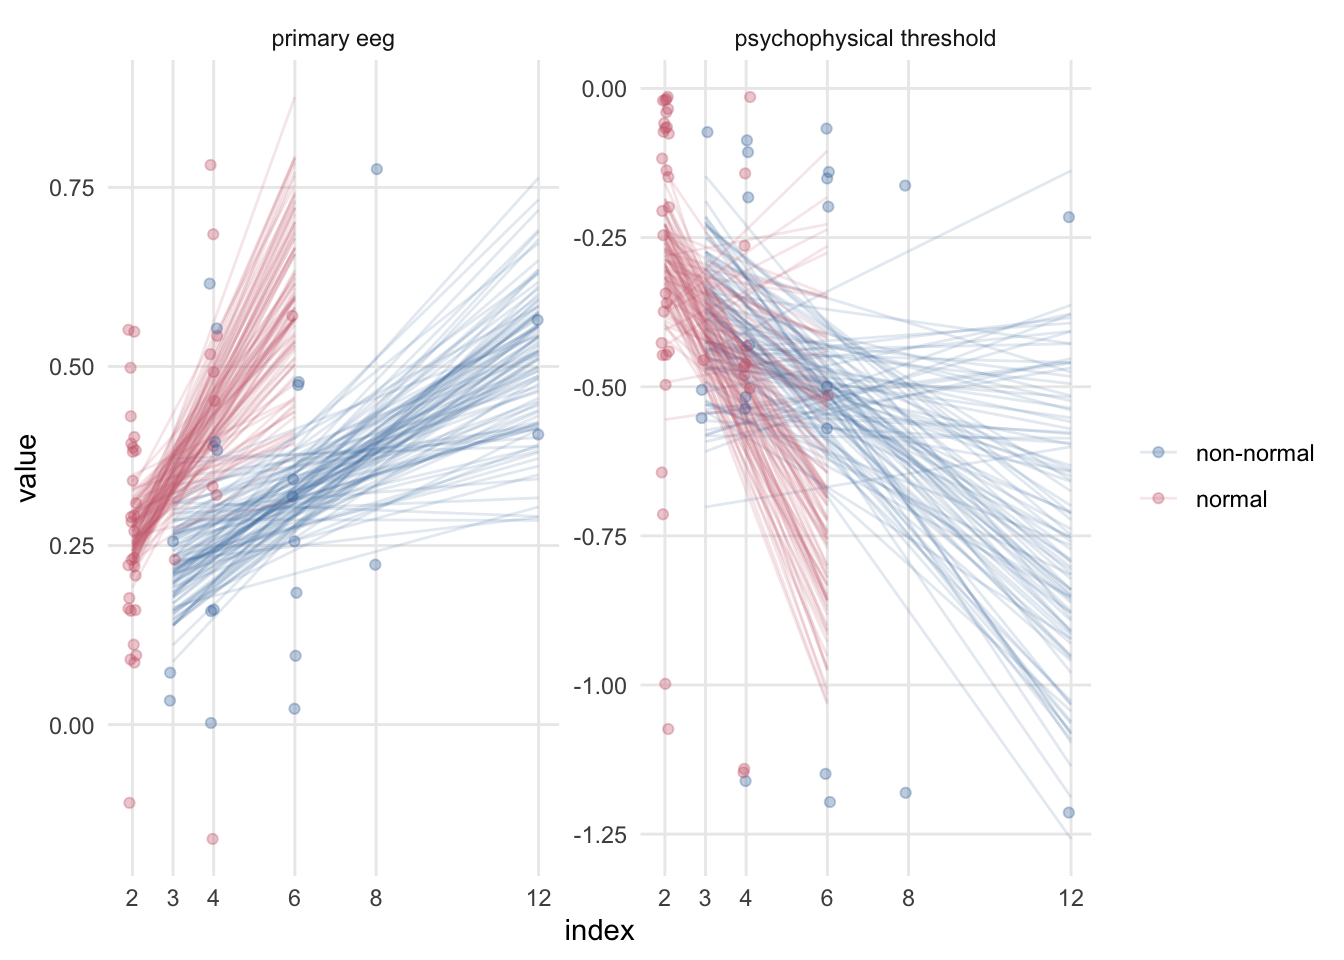 primary eeg
psychophysical threshold
0.75
0.50
0.25
0.00
0.00
-0.25
-0.50
-0.75
-1.00
-1.25
value
2 3 4 6 8 12
2 3 4 6 8 12
index
non-normal
normal